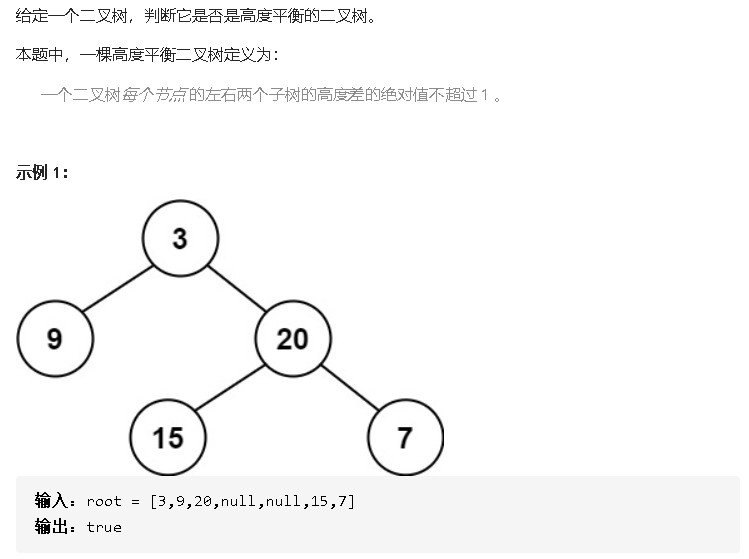 给定一个二叉树，判断它是否是高度平衡的二叉树。
本题中，一棵高度平衡二叉树定义为：
一个二叉树每个节点 的左右两个子树的高度差的绝对值不超过 1 。
示例 1：
3
9
20
15
7
输入：root = [3,9,20,null,null,15,7]
输出：true